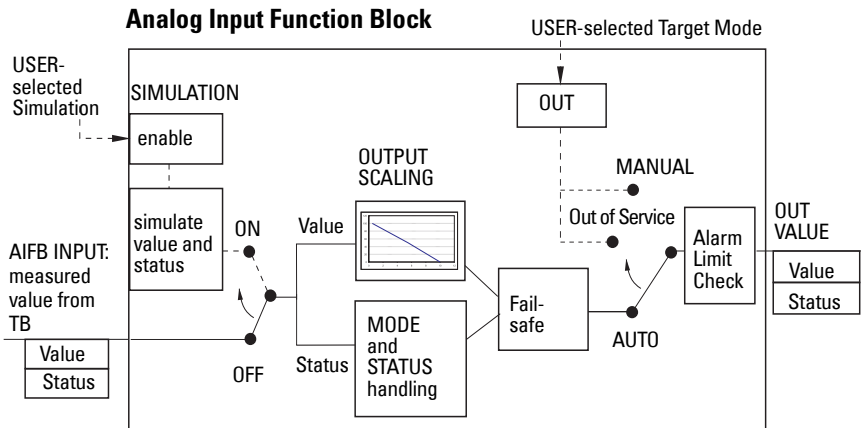 Analog Input Function Block
USER-selected Target Mode
USER-
selected
Simulation
SIMULATION
enable
OUT
simulate
value and
status
ON
Value
OUTPUT
SCALING
MANUAL
Out of Service
Alarm
Limit
Check
OUT
VALUE
Value
Status
AIFB INPUT:
measured
value from
TB
Value
Status
OFF
Status
MODE
and
STATUS
handling
Fail-
safe
AUTO